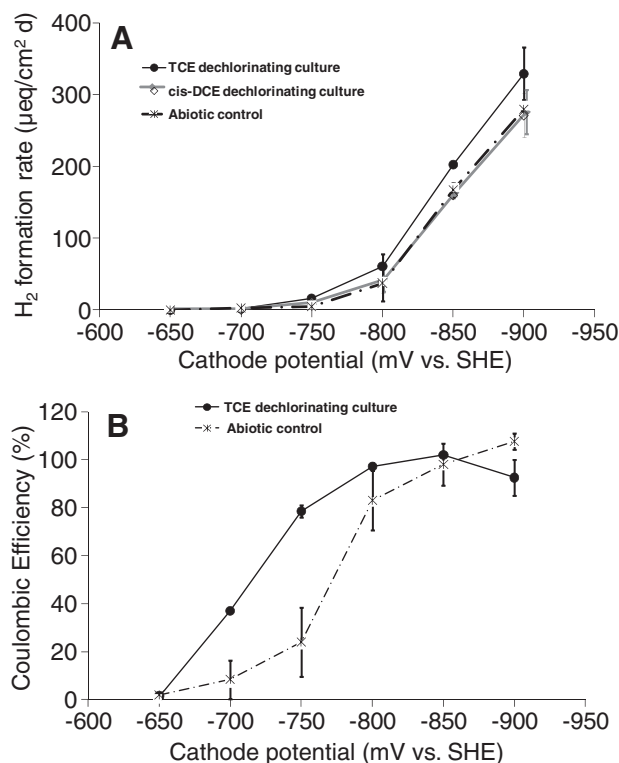 A
H₂ formation rate (µeq/cm² d)
400
300
200
100
0
TCE dechlorinating culture
cis-DCE dechlorinating culture
Abiotic control
-600 -650 -700 -750 -800 -850 -900 -950
Cathode potential (mV vs. SHE)
B
Coulombic Efficiency (%)
120
100
80
60
40
20
0
TCE dechlorinating culture
Abiotic control
-600 -650 -700 -750 -800 -850 -900 -950
Cathode potential (mV vs. SHE)